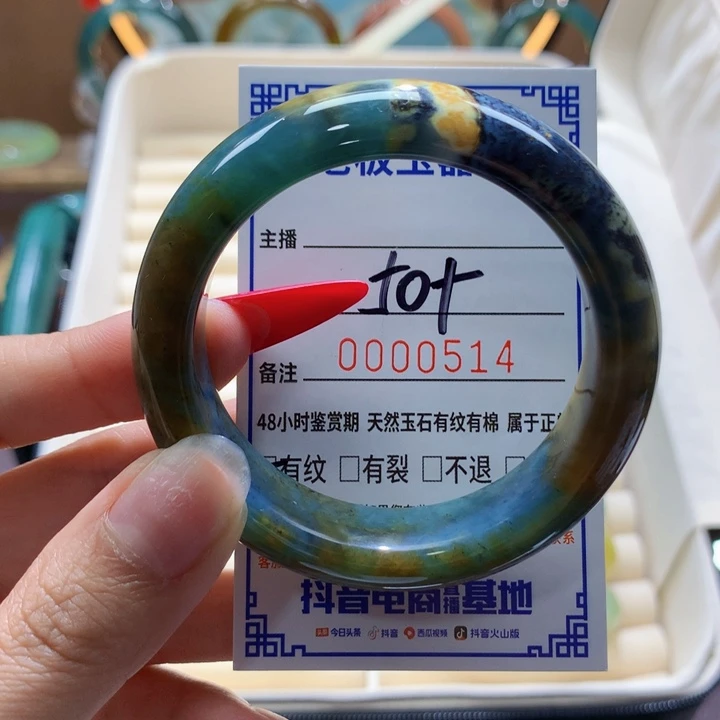 主播
备注
0000514
48小时鉴赏期 天然玉石有纹有棉 属于正
有纹 □有裂 □不退 □
抖音电商直播基地
今日头条 抖音 西瓜视频 抖音火山版